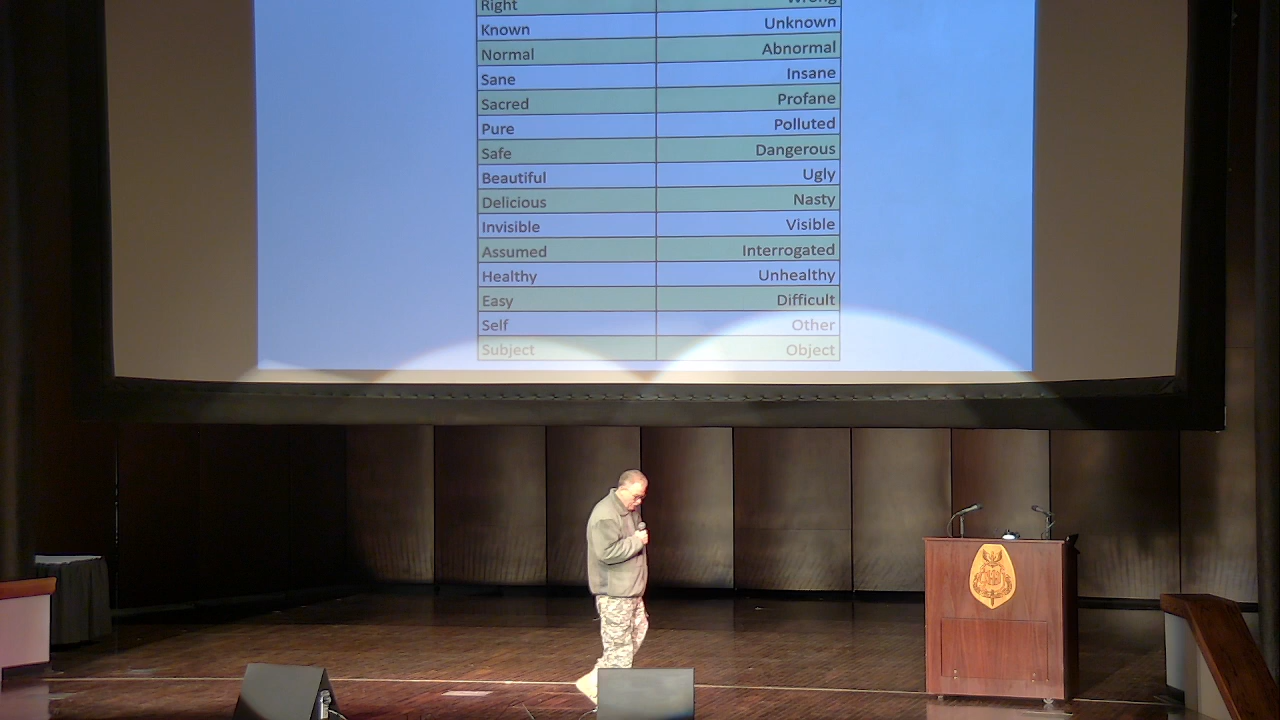 Right Wrong
Known Unknown
Normal Abnormal
Sane Insane
Sacred Profane
Pure Polluted
Safe Dangerous
Beautiful Ugly
Delicious Nasty
Invisible Visible
Assumed Interrogated
Healthy Unhealthy
Easy Difficult
Self Other
Subject Object